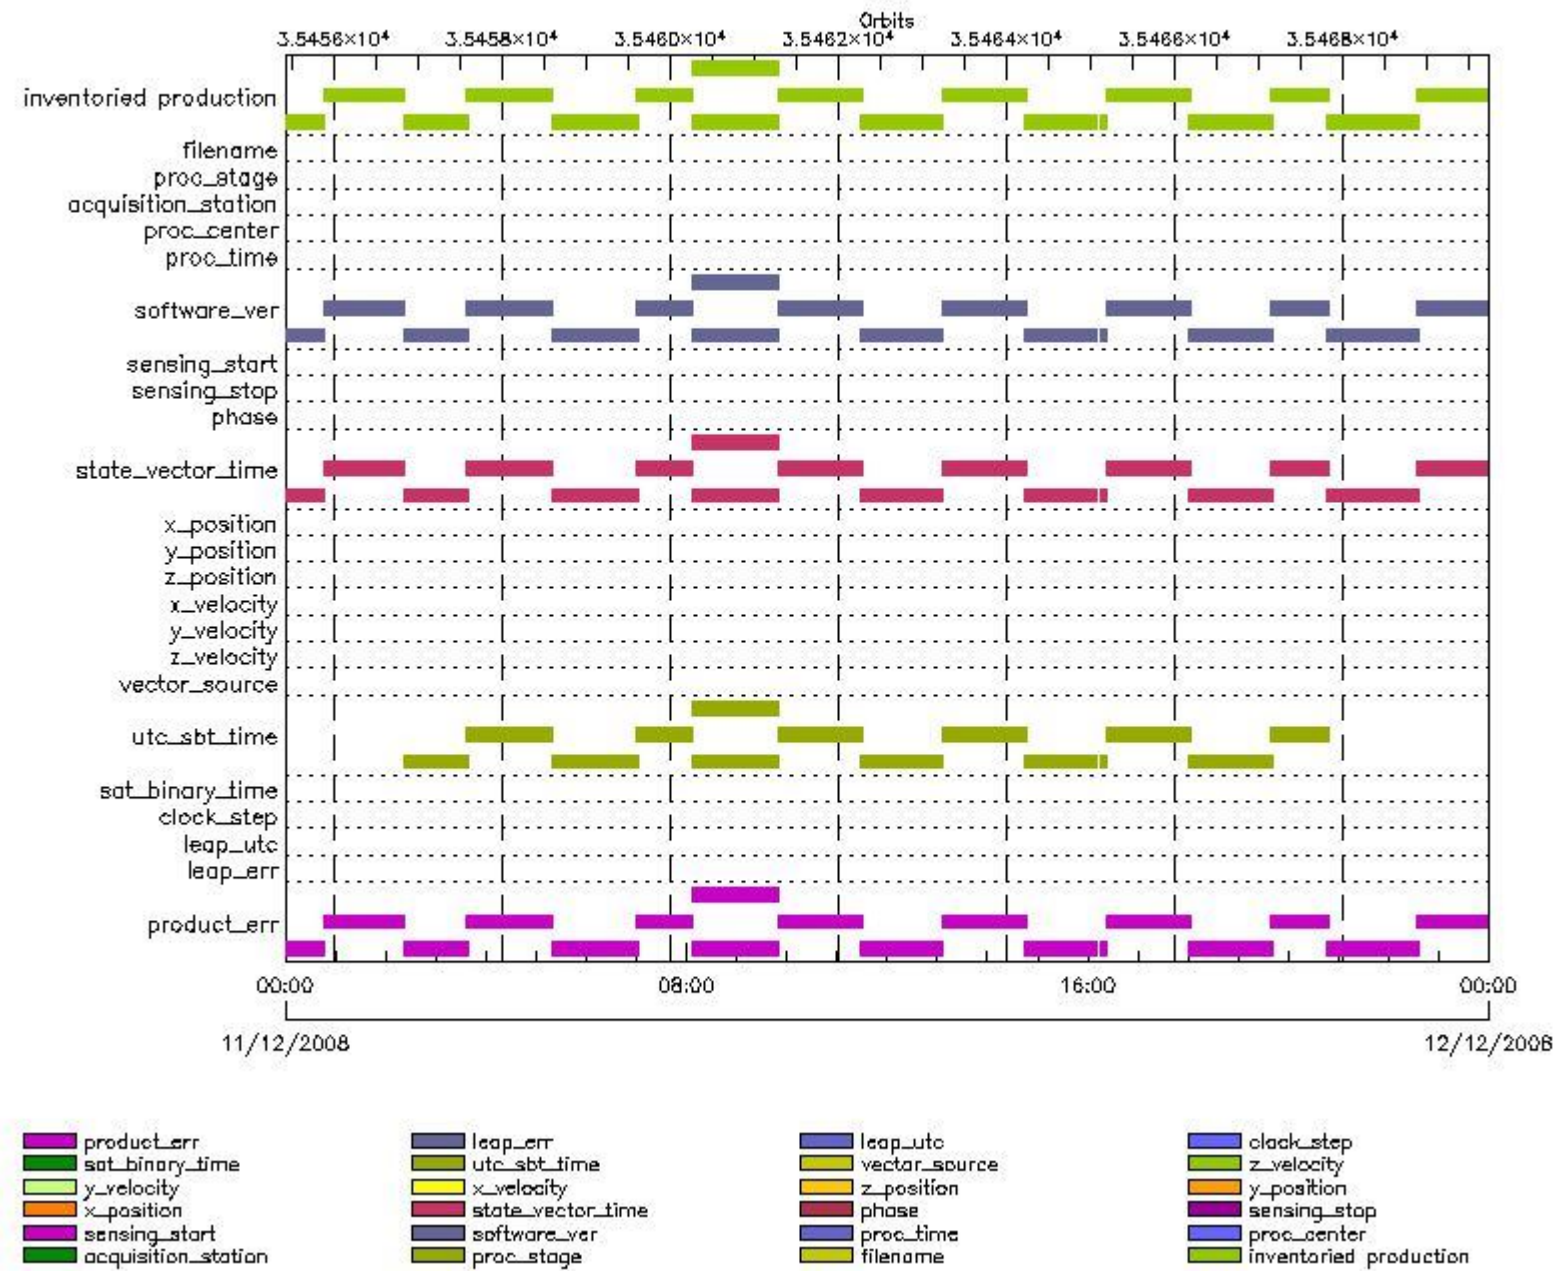 Orbits
3.5456×10⁴ 3.5458×10⁴ 3.5460×10⁴ 3.5462×10⁴ 3.5464×10⁴ 3.5466×10⁴ 3.5468×10⁴
inventoried production
filename
proc_stage
acquisition_station
proc_center
proc_time
software_ver
sensing_start
sensing_stop
phase
state_vector_time
x_position
y_position
z_position
x_velocity
y_velocity
z_velocity
vector_source
utc_sbt_time
sat_binary_time
clock_step
leap_utc
leap_err
product_err
00:00 08:00 16:00 00:00
11/12/2008 12/12/2008
product_err leap_err leap_utc clock_step
sat_binary_time utc_sbt_time vector_source z_velocity
y_velocity x_velocity z_position y_position
x_position state_vector_time phase sensing_stop
sensing_start software_ver proc_time proc_center
acquisition_station proc_stage filename inventoried production